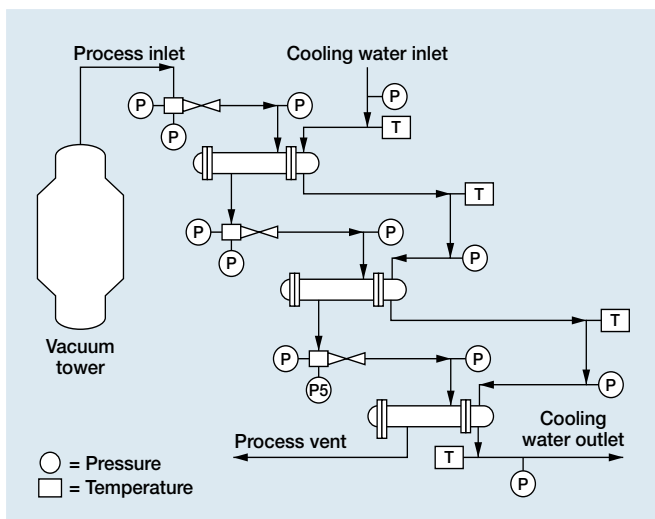 Process inlet
Cooling water inlet
P
P
P
P
T
T
P
P
P
P
T
Vacuum
tower
P
P
P5
P
Cooling
water outlet
Process vent
T
P
= Pressure
= Temperature